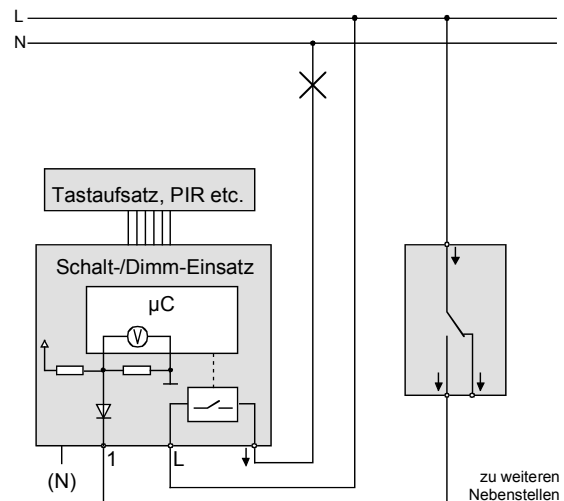 L
N
Tastaufsatz, PIR etc.
Schalt-/Dimm-Einsatz
µC
V
(N)
1
L
zu weiteren
Nebenstellen